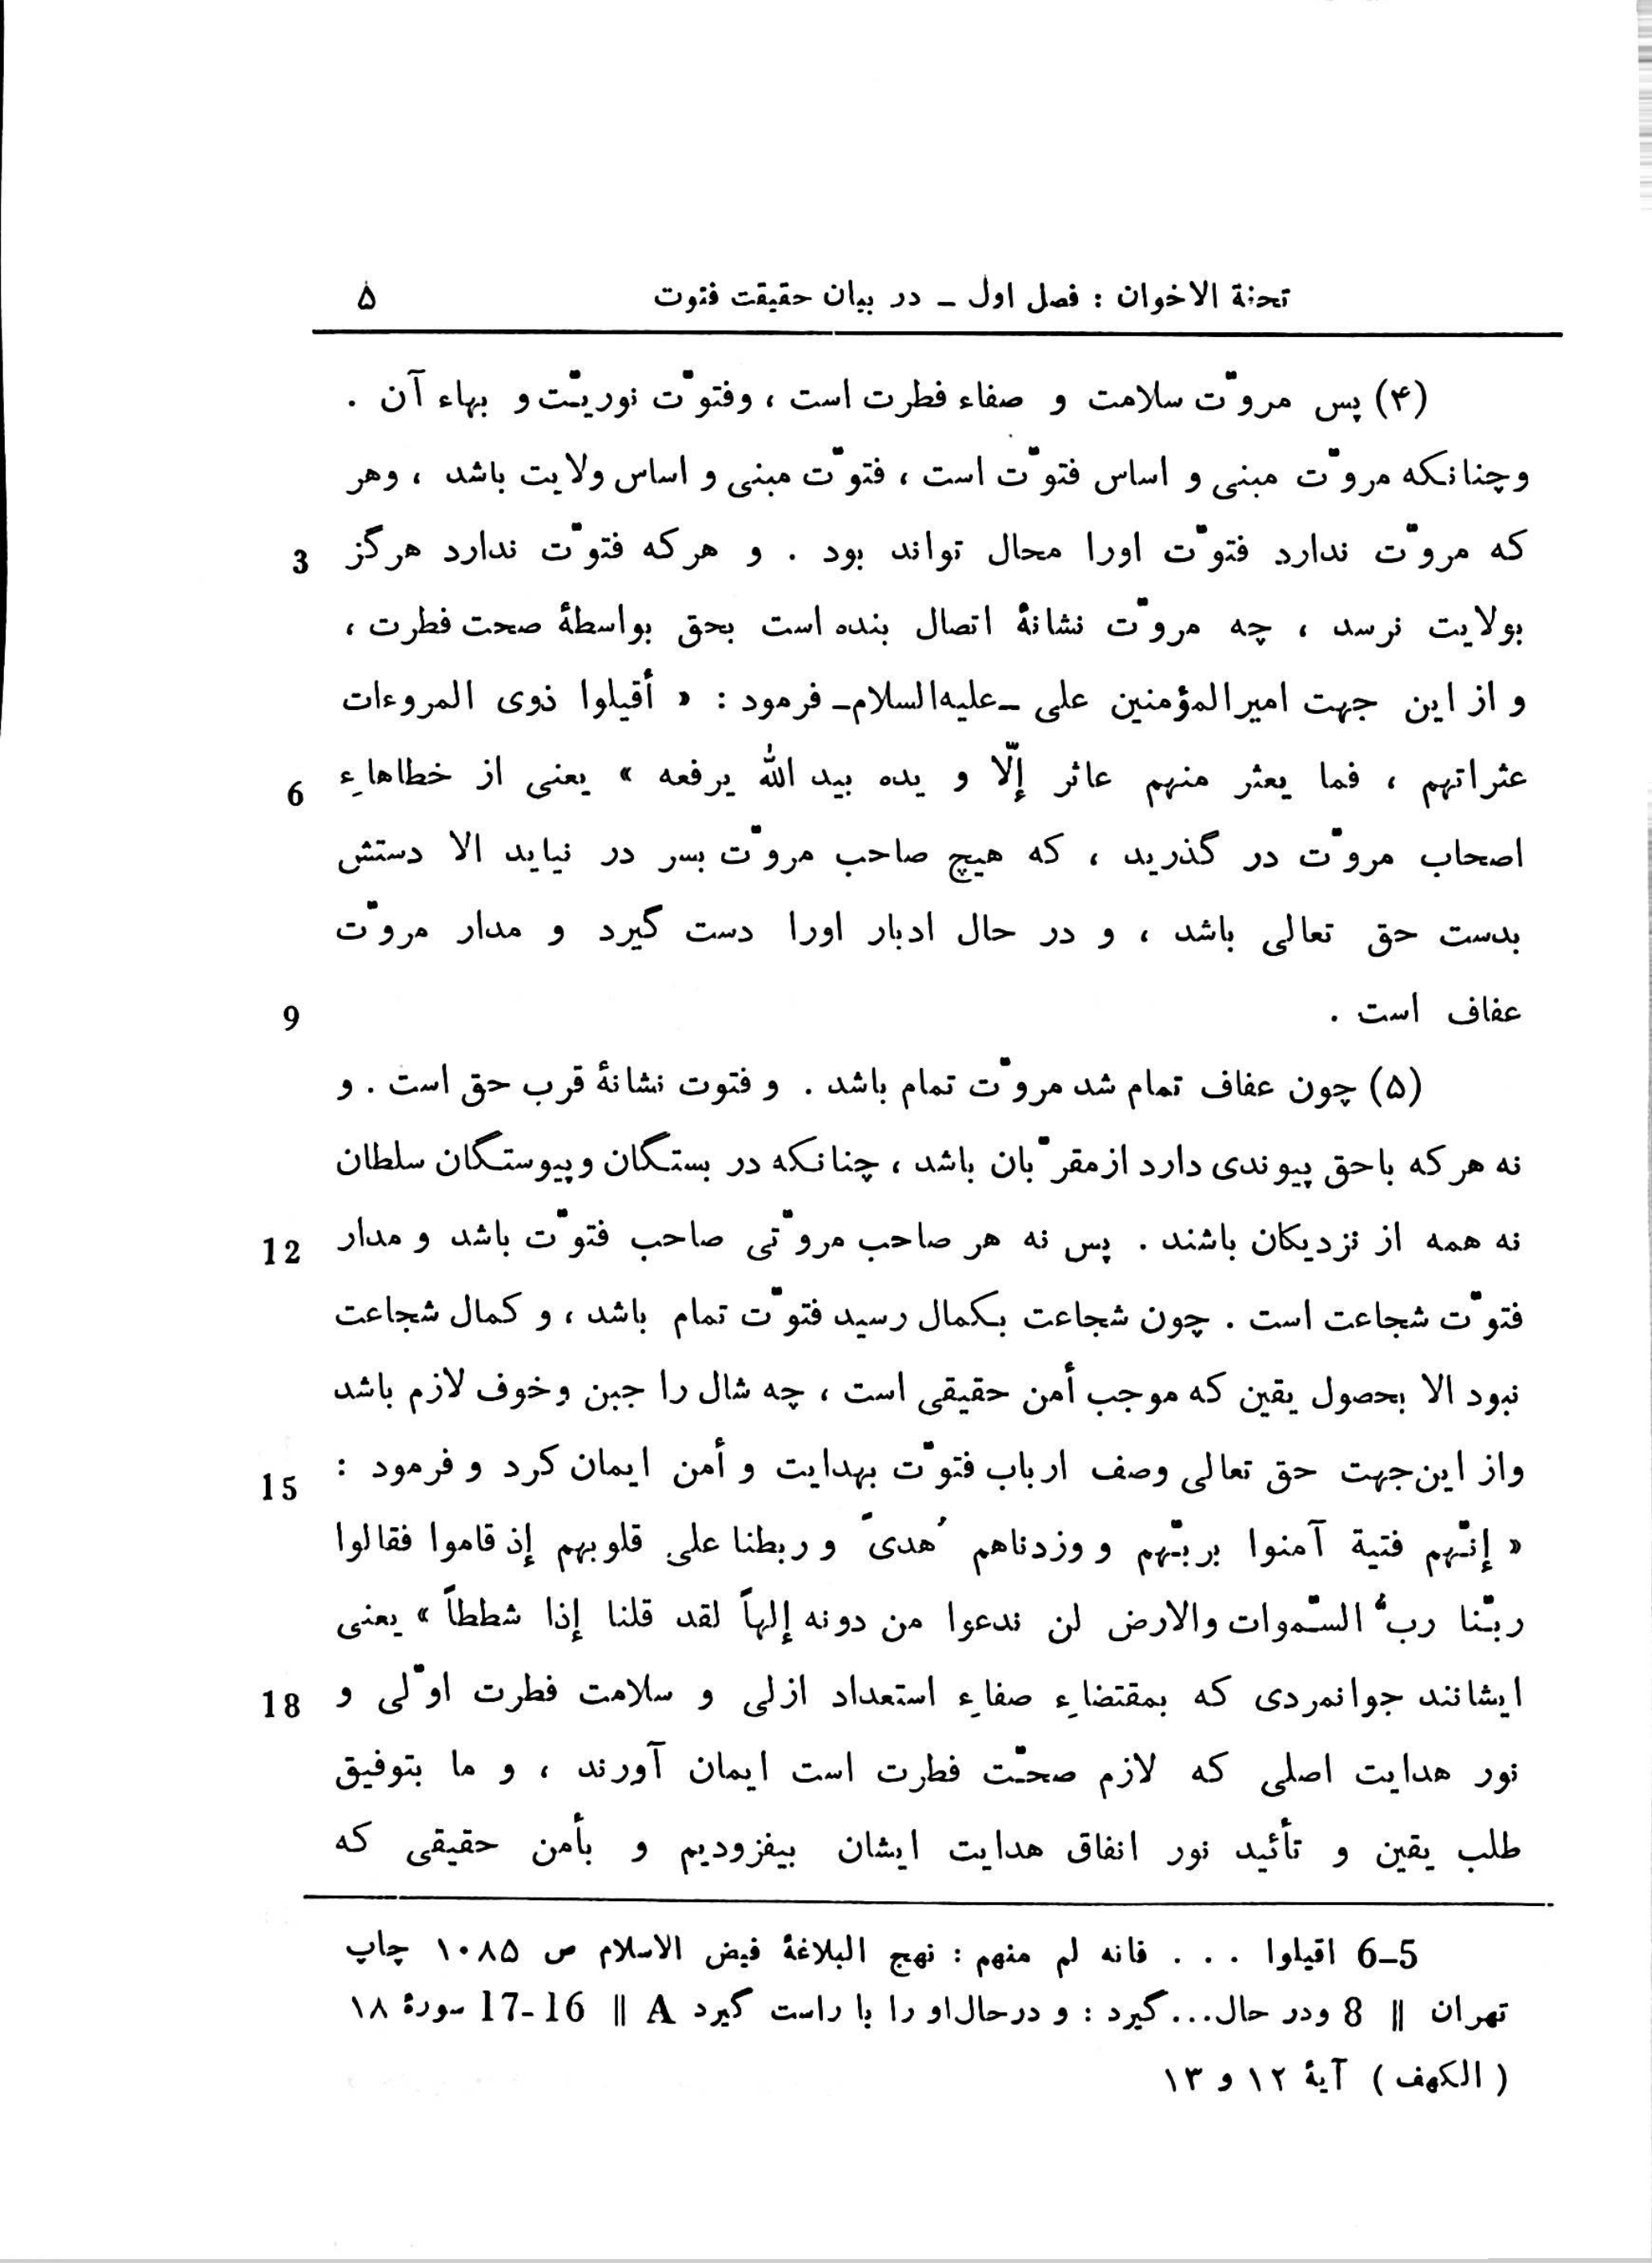 تحفة الاخوان : فصل اول ــ در بیان حقیقت فتوت ۵
(۴) پس مروّت سلامت و صفاء فطرت است ، وفتوّت نوریّت و بهاء آن .
وچنانکه مروّت مبنی و اساس فتوّت است ، فتوّت مبنی و اساس ولایت باشد ، وهر
که مروّت ندارد فتوّت اورا محال تواند بود . و هرکه فتوّت ندارد هرگز 3
بولایت نرسد ، چه مروّت نشانهٔ اتصال بنده است بحق بواسطهٔ صحت فطرت ،
و از این جهت امیرالمؤمنین علی ــعلیه‌السلام‌ــ فرمود : « أقیلوا ذوی المروءات
عثراتهم ، فما یعثر منهم عاثر إلّا و یده بید الله یرفعه » یعنی از خطاهاءِ 6
اصحاب مروّت در گذرید ، که هیچ صاحب مروّت بسر در نیاید الا دستش
بدست حق تعالی باشد ، و در حال ادبار اورا دست گیرد و مدار مروّت
عفاف است . 9
(۵) چون عفاف تمام شد مروّت تمام باشد . و فتوت نشانهٔ قرب حق است . و
نه هرکه باحق پیوندی دارد ازمقرّبان باشد ، چنانکه در بستگان وپیوستگان سلطان
نه همه از نزدیکان باشند . پس نه هر صاحب مروّتی صاحب فتوّت باشد و مدار 12
فتوّت شجاعت است . چون شجاعت بکمال رسید فتوّت تمام باشد ، و کمال شجاعت
نبود الا بحصول یقین که موجب أمن حقیقی است ، چه شال را جبن وخوف لازم باشد
واز این‌جهت حق تعالی وصف ارباب فتوّت بهدایت و أمن ایمان کرد و فرمود : 15
« إنّهم فتیة آمنوا بربّهم و وزدناهم هُدیً و ربطنا علی قلوبهم إذ قاموا فقالوا
ربّنا ربُّ السّموات والارض لن ندعوا من دونه إلهاً لقد قلنا إذا شططاً » یعنی
ایشانند جوانمردی که بمقتضاءِ صفاءِ استعداد ازلی و سلامت فطرت اوّلی و 18
نور هدایت اصلی که لازم صحّت فطرت است ایمان آورند ، و ما بتوفیق
طلب یقین و تأئید نور انفاق هدایت ایشان بیفزودیم و بأمن حقیقی که
6ــ5 اقیلوا . . . فانه لم منهم : نهج البلاغهٔ فیض الاسلام ص ۱۰۸۵ چاپ
تهران || 8 ودر حال...گیرد : و درحال‌او را با راست گیرد A || 16-17 سورهٔ ۱۸
( الکهف ) آیهٔ ۱۲ و ۱۳